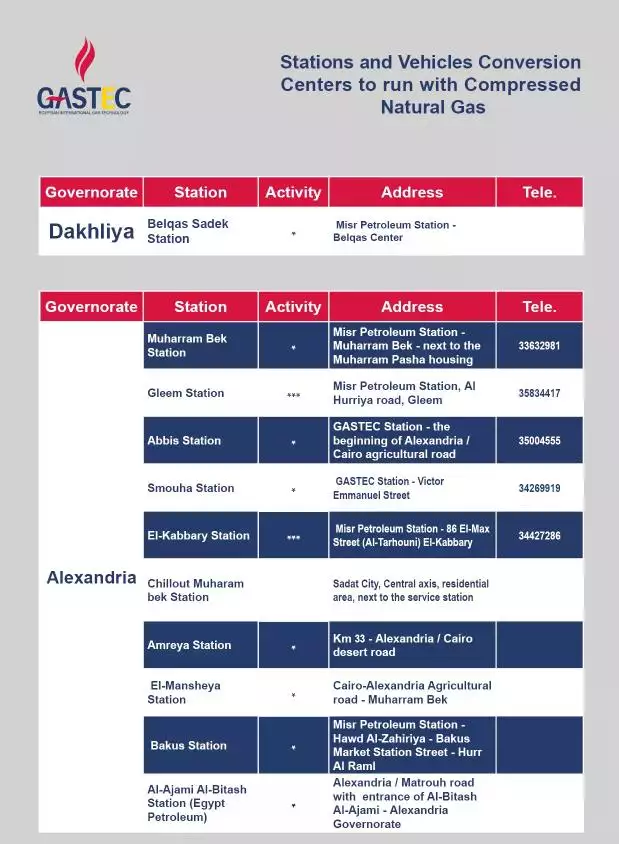 GASTEC
EGYPTIAN INTERNATIONAL GAS TECHNOLOGY
Stations and Vehicles Conversion
Centers to run with Compressed
Natural Gas
Governorate Station Activity Address Tele.
Dakhliya
Belqas Sadek
Station
*
Misr Petroleum Station -
Belqas Center
Governorate Station Activity Address Tele.
Alexandria
Muharram Bek
Station
*
Misr Petroleum Station -
Muharram Bek - next to the
Muharram Pasha housing
33632981
Gleem Station
***
Misr Petroleum Station, Al
Hurriya road, Gleem
35834417
Abbis Station
*
GASTEC Station - the
beginning of Alexandria /
Cairo agricultural road
35004555
Smouha Station
*
GASTEC Station - Victor
Emmanuel Street
34269919
El-Kabbary Station
***
Misr Petroleum Station - 86 El-Max
Street (Al-Tarhouni) El-Kabbary
34427286
Chillout Muharam
bek Station
Sadat City, Central axis, residential
area, next to the service station
Amreya Station
*
Km 33 - Alexandria / Cairo
desert road
El-Mansheya
Station
*
Cairo-Alexandria Agricultural
road - Muharram Bek
Bakus Station
*
Misr Petroleum Station -
Hawd Al-Zahiriya - Bakus
Market Station Street - Hurr
Al Raml
Al-Ajami Al-Bitash
Station (Egypt
Petroleum)
*
Alexandria / Matrouh road
with entrance of Al-Bitash
Al-Ajami - Alexandria
Governorate